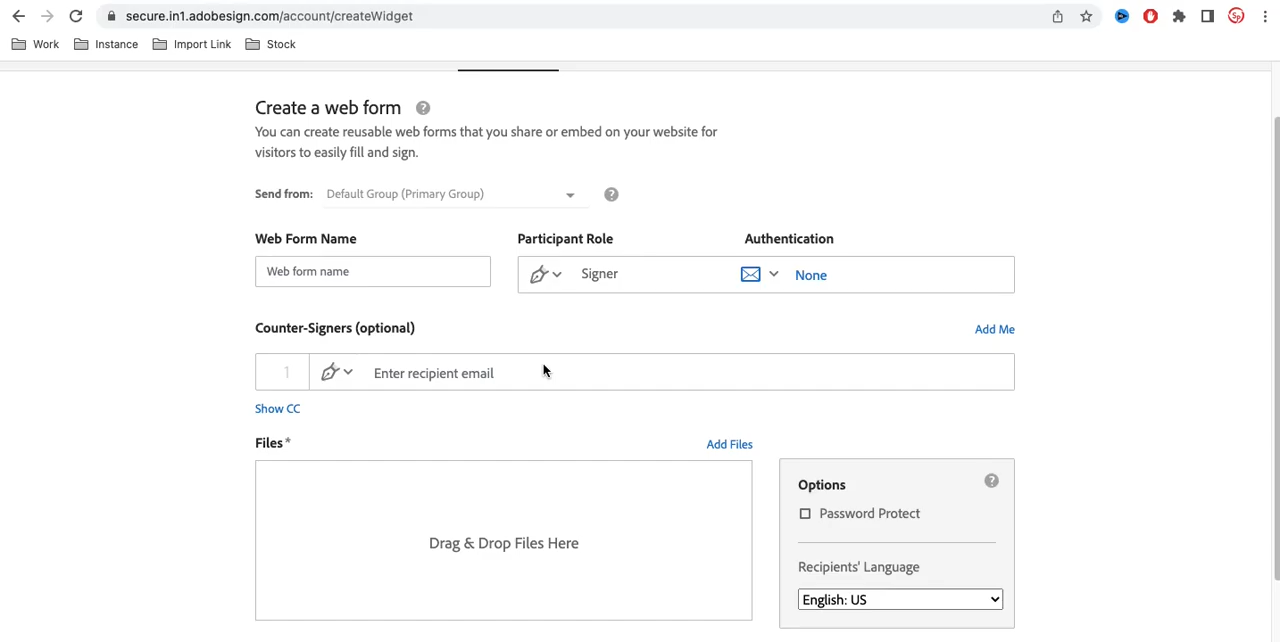 secure.in1.adobesign.com/account/createWidget
Sp
Work Instance Import Link Stock
Create a web form ?
You can create reusable web forms that you share or embed on your website for
visitors to easily fill and sign.
Send from: Default Group (Primary Group) ?
Web Form Name Participant Role Authentication
Web form name Signer None
Counter-Signers (optional) Add Me
1 Enter recipient email
Show CC
Files* Add Files
Drag & Drop Files Here
Options ?
Password Protect
Recipients' Language
English: US